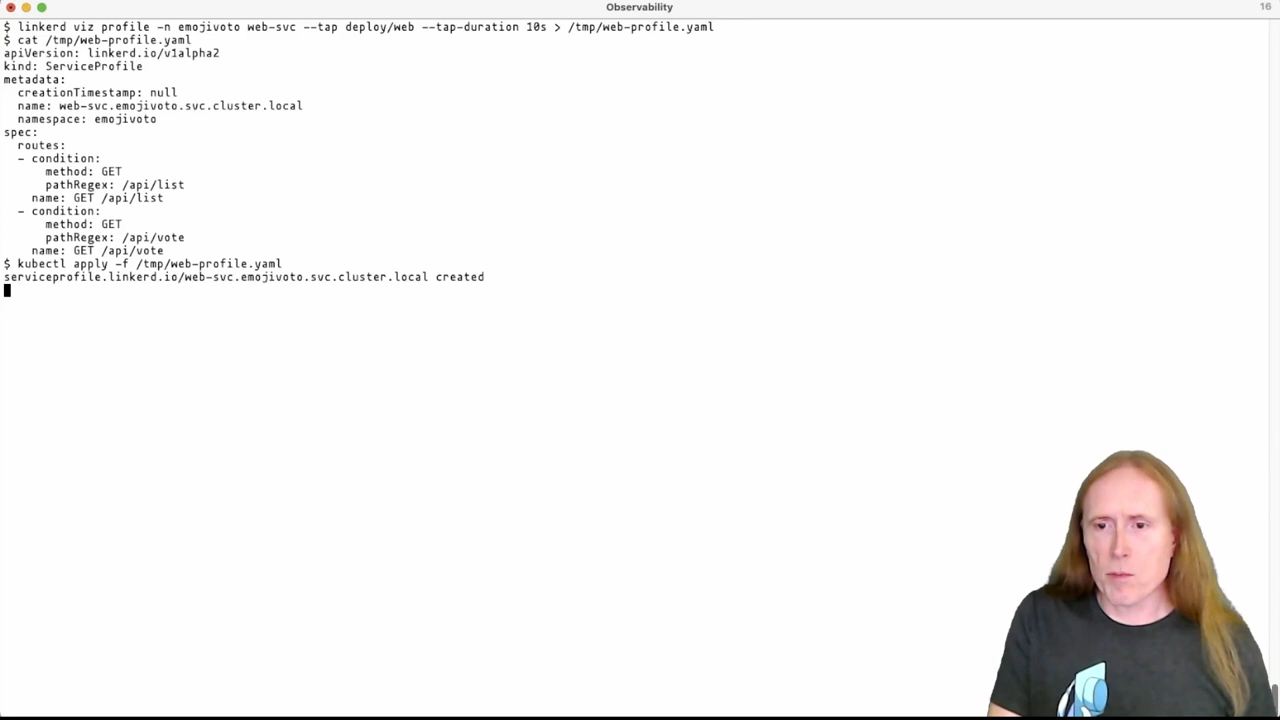 Observability
16
$ linkerd viz profile -n emojivoto web-svc --tap deploy/web --tap-duration 10s > /tmp/web-profile.yaml
$ cat /tmp/web-profile.yaml
apiVersion: linkerd.io/v1alpha2
kind: ServiceProfile
metadata:
  creationTimestamp: null
  name: web-svc.emojivoto.svc.cluster.local
  namespace: emojivoto
spec:
  routes:
  - condition:
      method: GET
      pathRegex: /api/list
    name: GET /api/list
  - condition:
      method: GET
      pathRegex: /api/vote
    name: GET /api/vote
$ kubectl apply -f /tmp/web-profile.yaml
serviceprofile.linkerd.io/web-svc.emojivoto.svc.cluster.local created